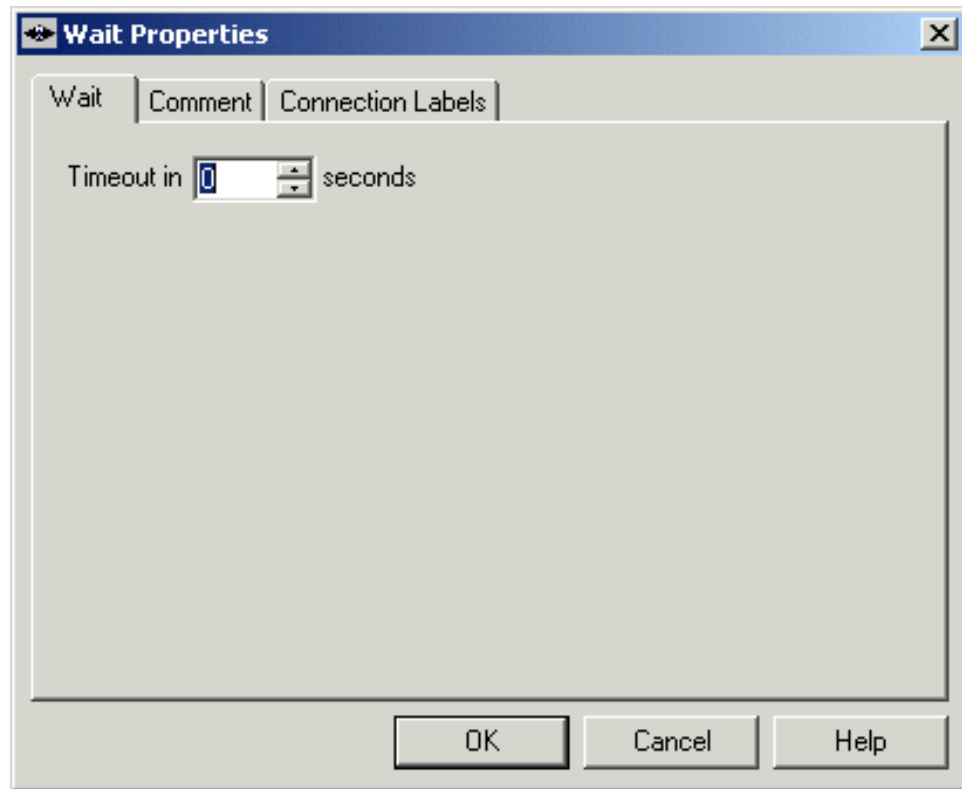 Wait Properties
Wait Comment Connection Labels
Timeout in 0 seconds
OK Cancel Help